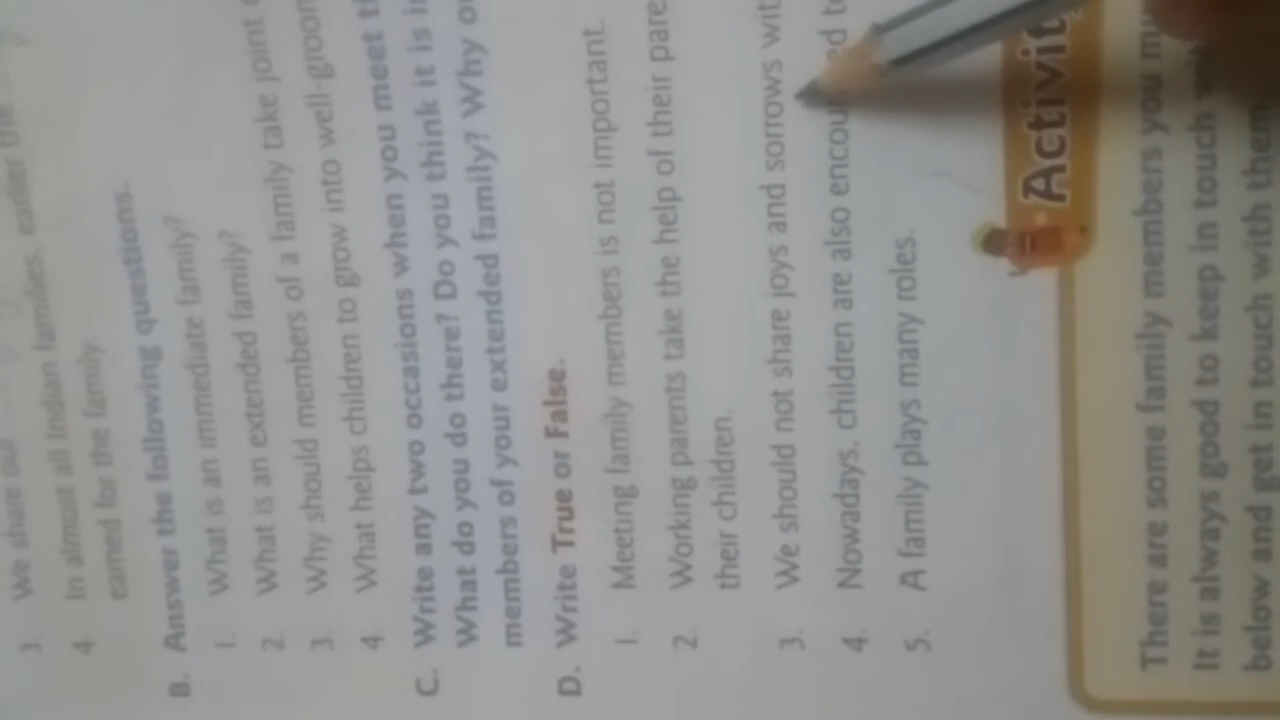 3. We share our
4. In almost all Indian families, earlier the
earned for the family.
B. Answer the following questions.
1. What is an immediate family?
2. What is an extended family?
3. Why should members of a family take joint
4. What helps children to grow into well-groom
C. Write any two occasions when you meet th
What do you do there? Do you think it is i
members of your extended family? Why o
D. Write True or False.
1. Meeting family members is not important.
2. Working parents take the help of their pare
their children.
3. We should not share joys and sorrows wit
4. Nowadays, children are also encou ed t
5. A family plays many roles.
Activit
There are some family members you m
It is always good to keep in touch
below and get in touch with them